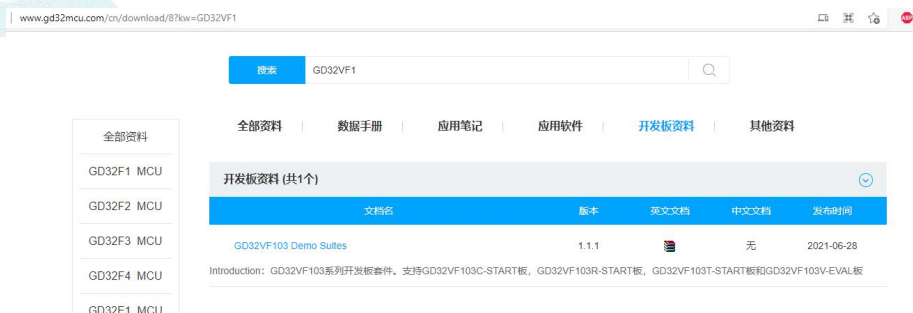 www.gd32mcu.com/cn/download/8?kw=GD32VF1
ABP
搜索 GD32VF1
全部资料 数据手册 应用笔记 应用软件 开发板资料 其他资料
全部资料
GD32F1 MCU
GD32F2 MCU
GD32F3 MCU
GD32F4 MCU
GD32E1 MCU
开发板资料 (共1个)
文档名 版本 英文文档 中文文档 发布时间
GD32VF103 Demo Suites 1.1.1 无 2021-06-28
Introduction：GD32VF103系列开发板套件。支持GD32VF103C-START板，GD32VF103R-START板，GD32VF103T-START板和GD32VF103V-EVAL板